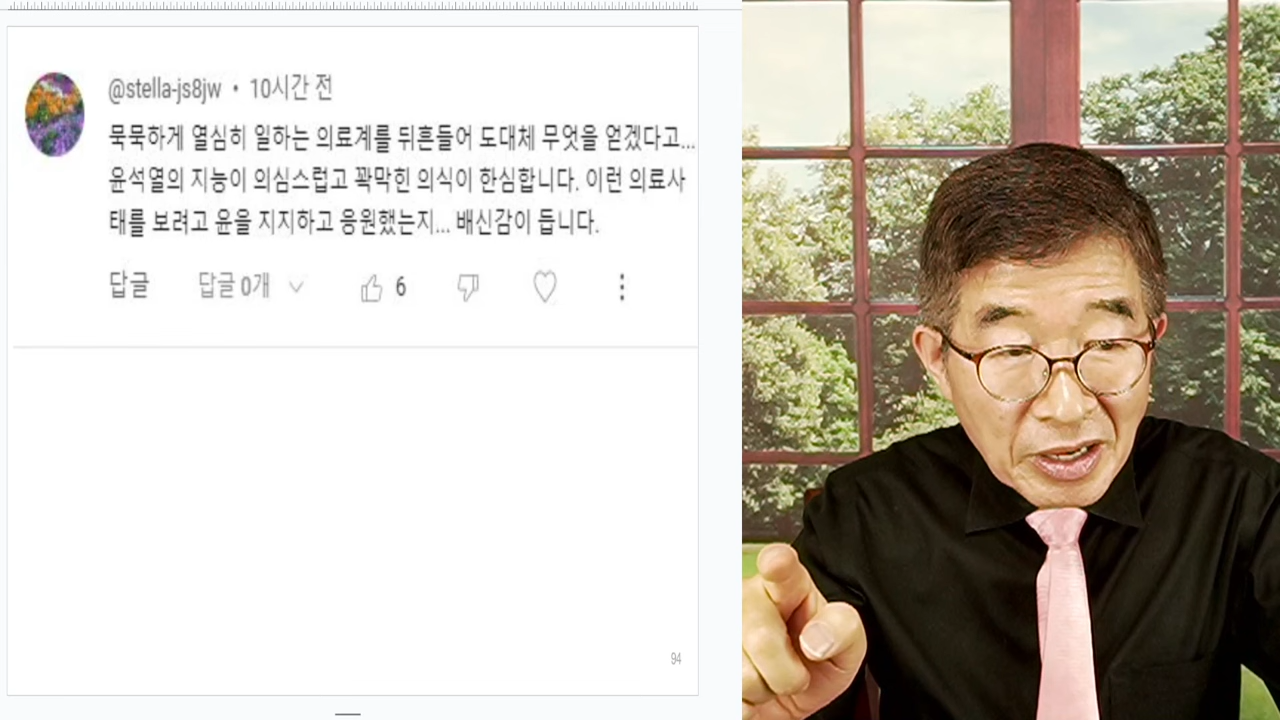 @stella-js8jw • 10시간 전
묵묵하게 열심히 일하는 의료계를 뒤흔들어 도대체 무엇을 얻겠다고...
윤석열의 지능이 의심스럽고 꽉막힌 의식이 한심합니다. 이런 의료사
태를 보려고 윤을 지지하고 응원했는지... 배신감이 듭니다.
답글 답글 0개 6
94